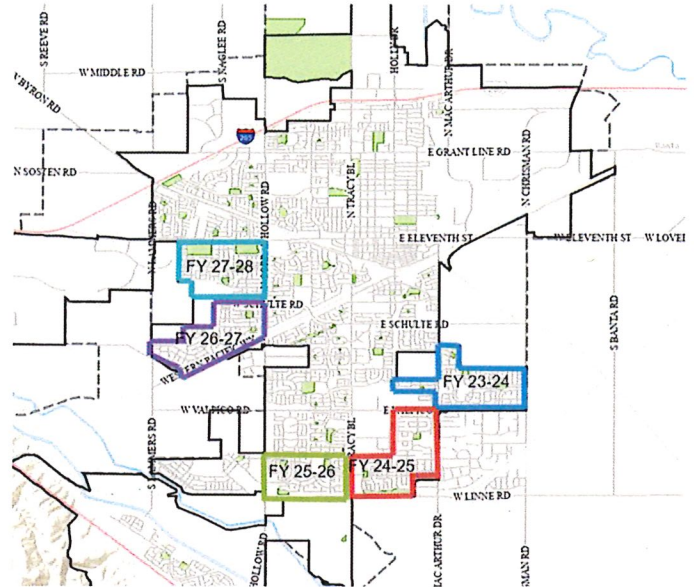 S REEVE RD
S NAGLEE RD
HOLLY DR
N MAC ARTHUR DR
W MIDDLE RD
W BYRON RD
205
E GRANT LINE RD
N CHRISMAN RD
N SOSTEN RD
N TRACY BL
HOLLOW RD
E ELEVENTH ST
W ELEVENTH ST
FY 27-28
S BANTA RD
FY 26-27
E SCHULTE RD
FY 23-24
W VALPICO RD
FY 25-26
FY 24-25
W LINNE RD
MAC ARTHUR DR
HOLLOW RD
MAN RD